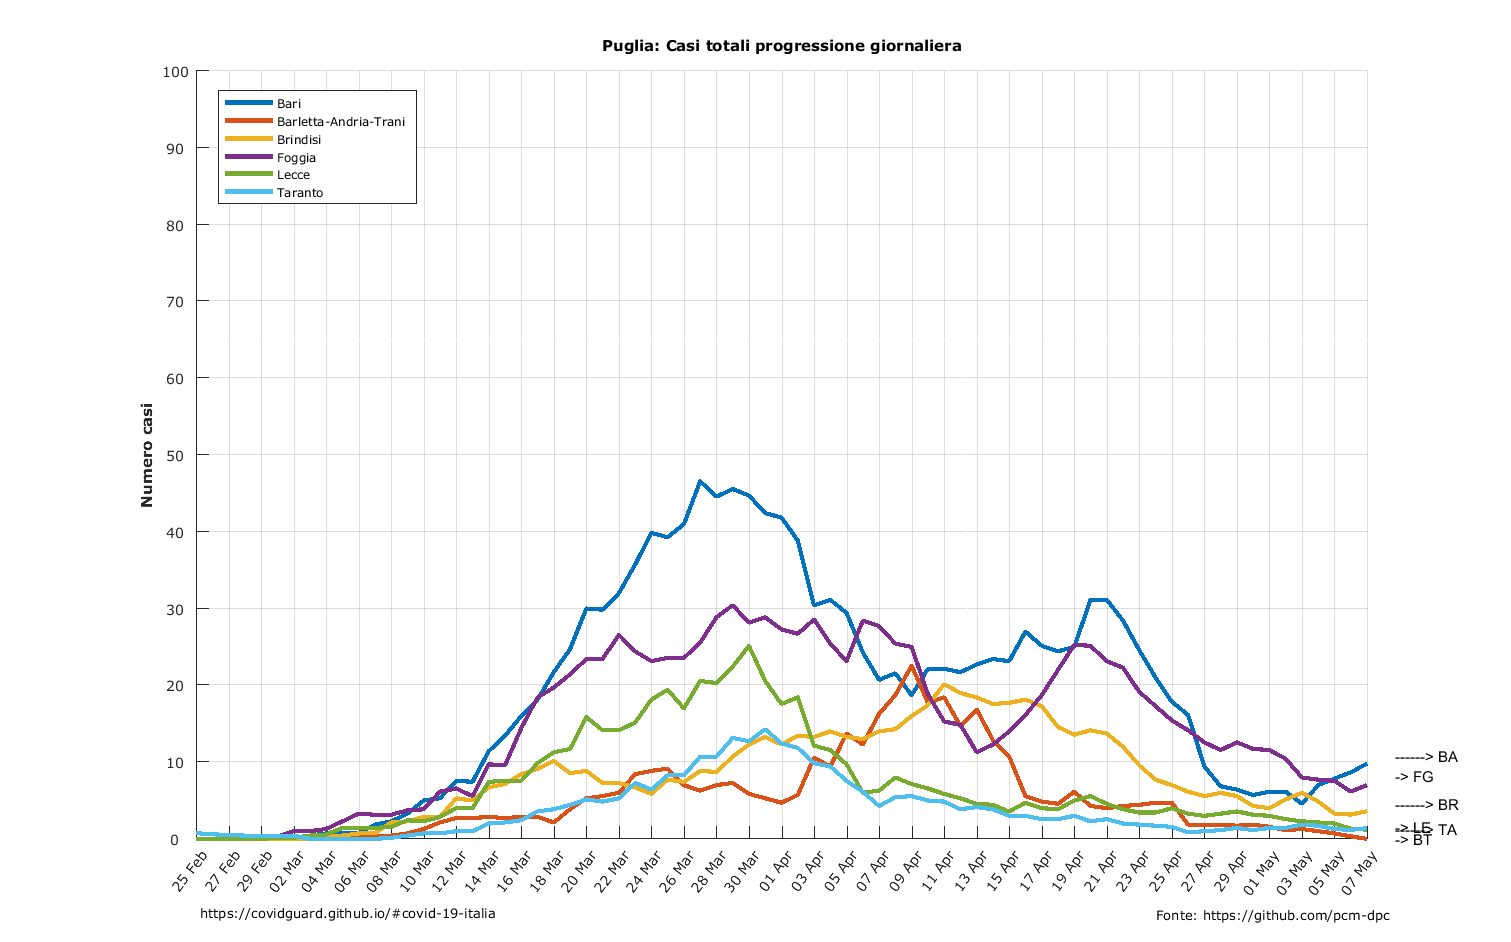 Puglia: Casi totali progressione giornaliera
100
90
80
70
60
50
40
30
20
10
0
Numero casi
Bari
Barletta-Andria-Trani
Brindisi
Foggia
Lecce
Taranto
------> BA
-> FG
------> BR
-> LE
------> TA
-> BT
25 Feb
27 Feb
29 Feb
02 Mar
04 Mar
06 Mar
08 Mar
10 Mar
12 Mar
14 Mar
16 Mar
18 Mar
20 Mar
22 Mar
24 Mar
26 Mar
28 Mar
30 Mar
01 Apr
03 Apr
05 Apr
07 Apr
09 Apr
11 Apr
13 Apr
15 Apr
17 Apr
19 Apr
21 Apr
23 Apr
25 Apr
27 Apr
29 Apr
01 May
03 May
05 May
07 May
https://covidguard.github.io/#covid-19-italia
Fonte: https://github.com/pcm-dpc